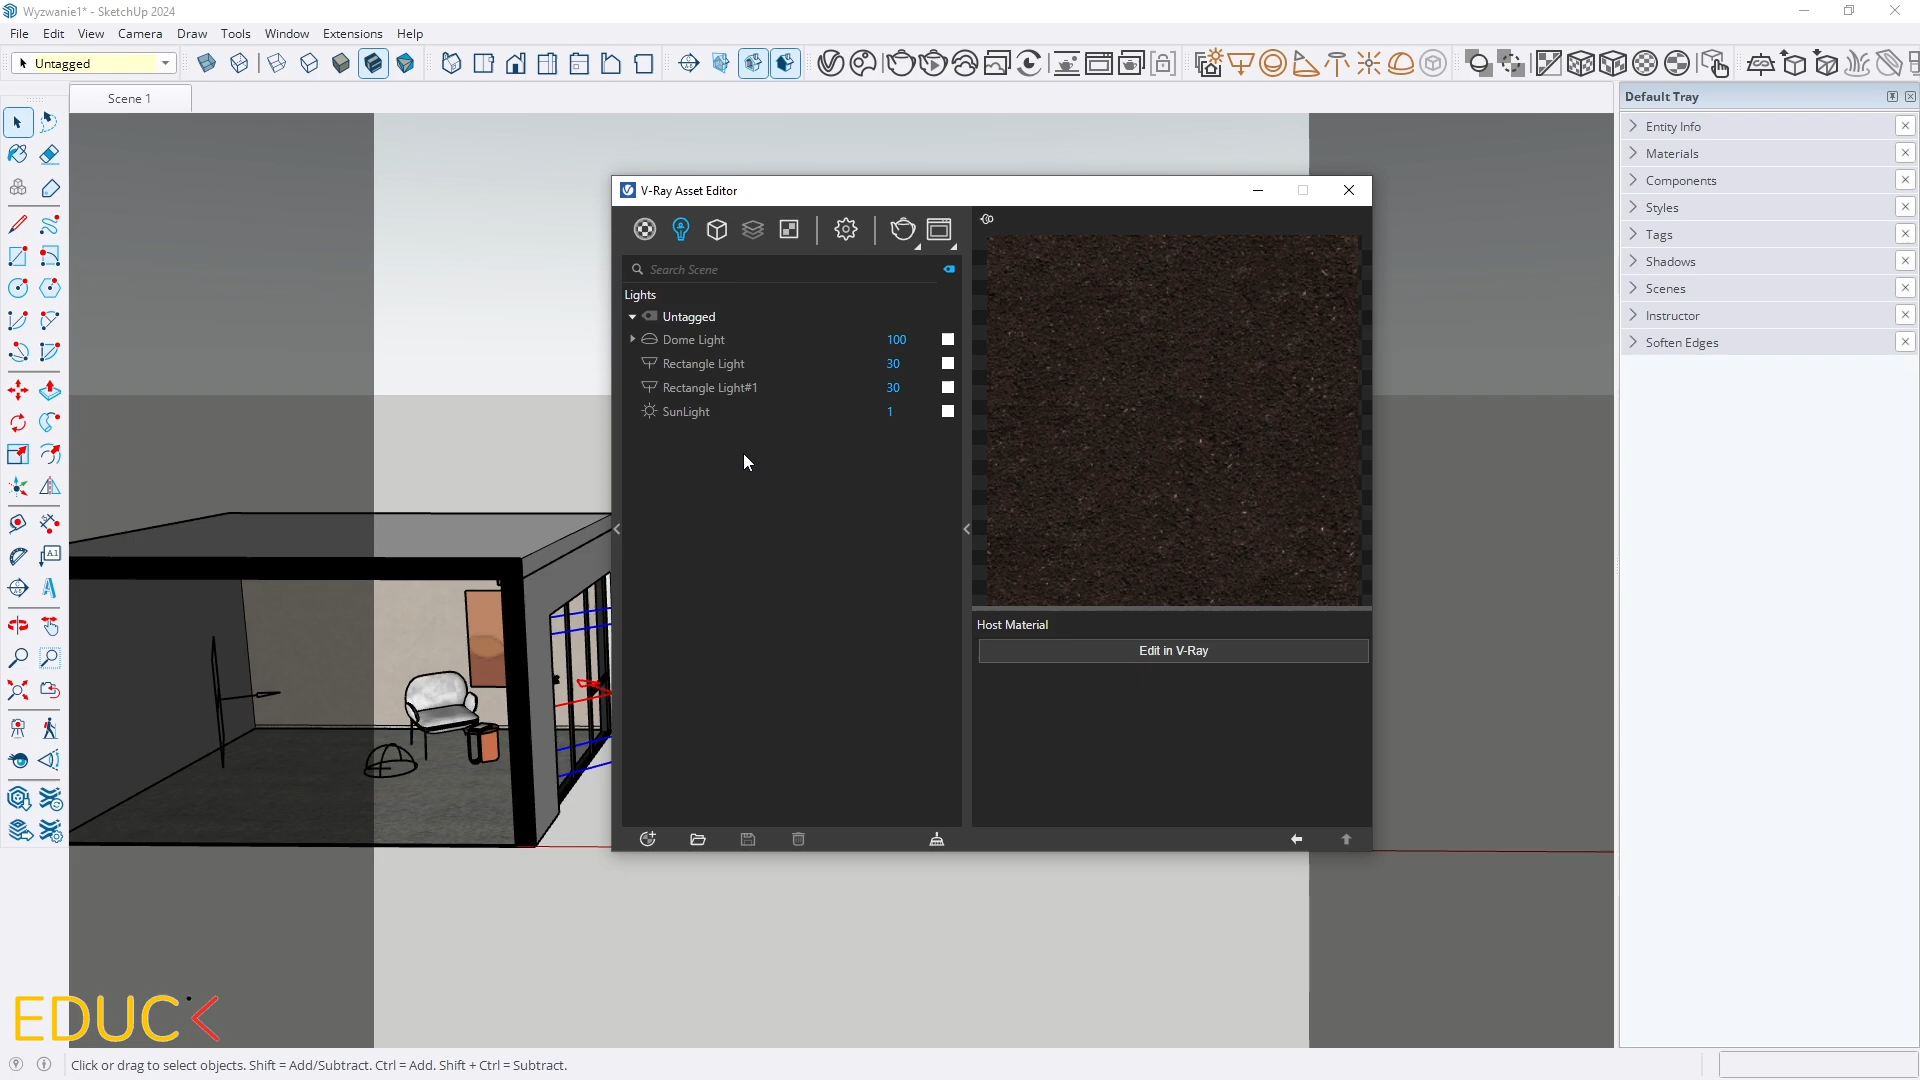 Wyzwanie1* - SketchUp 2024
File Edit View Camera Draw Tools Window Extensions Help
Untagged
Scene 1
Default Tray
Entity Info
Materials
Components
Styles
Tags
Shadows
Scenes
Instructor
Soften Edges
V-Ray Asset Editor
Search Scene
Lights
Untagged
Dome Light 100
Rectangle Light 30
Rectangle Light#1 30
SunLight 1
Host Material
Edit in V-Ray
EDUC
Click or drag to select objects. Shift = Add/Subtract. Ctrl = Add. Shift + Ctrl = Subtract.